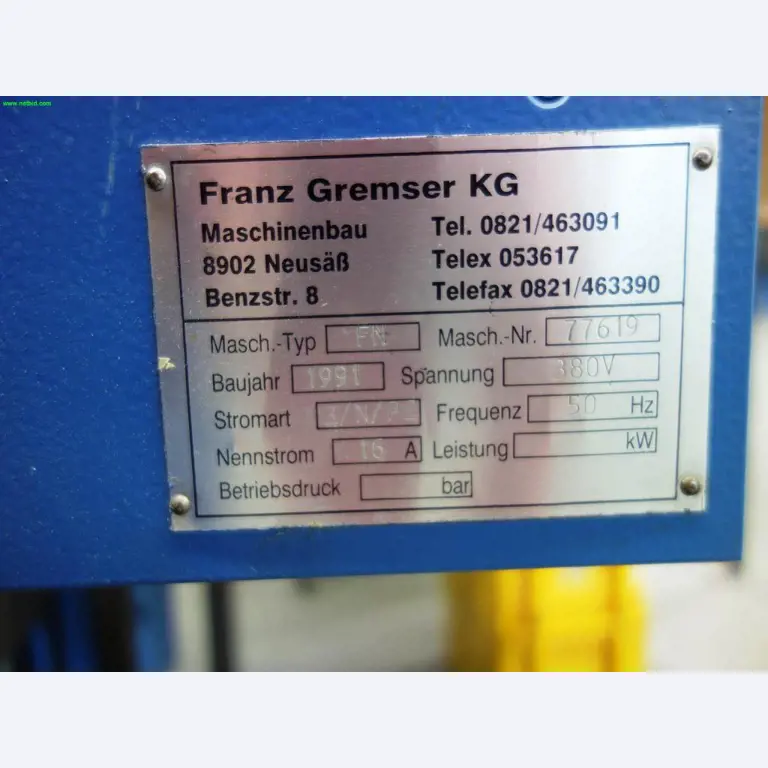 www.netbid.com
Franz Gremser KG
Maschinenbau Tel. 0821/463091
8902 Neusäß Telex 053617
Benzstr. 8 Telefax 0821/463390
Masch.-Typ FN Masch.-Nr. 77619
Baujahr 1991 Spannung 380V
Stromart 3/N/PE Frequenz 50 Hz
Nennstrom 16 A Leistung kW
Betriebsdruck bar